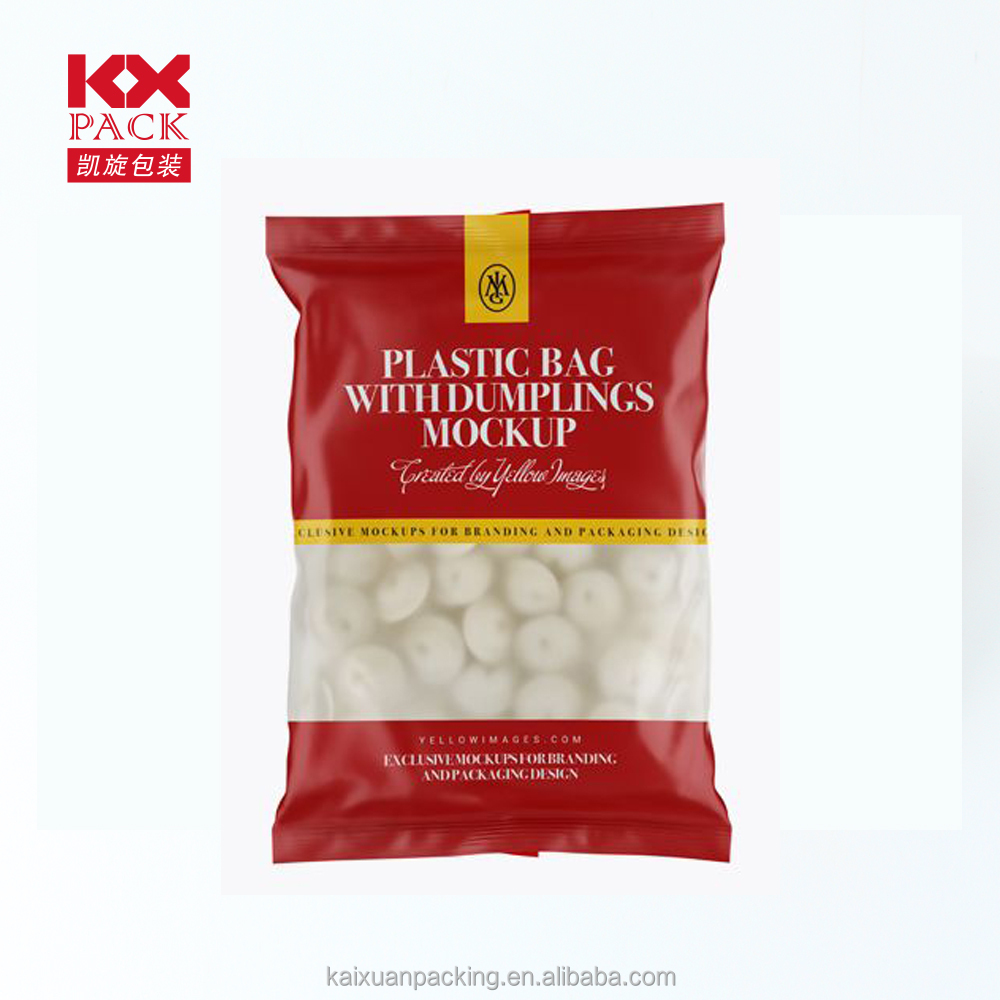 KX
PACK
凯旋包装
PLASTIC BAG
WITH DUMPLINGS
MOCKUP
Created by Yellow Images
CLUSIVE MOCKUPS FOR BRANDING AND PACKAGING DESIG
YELLOWIMAGES.COM
EXCLUSIVE MOCKUPS FOR BRANDING
AND PACKAGING DESIGN
kaixuanpacking.en.alibaba.com